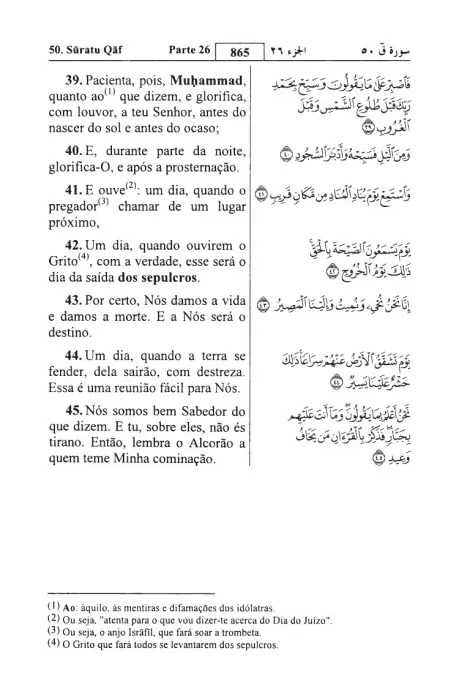 50. Sūratu Qāf Parte 26 865 الجزء ٢٦ سورة ق ٥٠
39. Pacienta, pois, Muḥammad,
quanto ao(1) que dizem, e glorifica,
com louvor, a teu Senhor, antes do
nascer do sol e antes do ocaso;
40. E, durante parte da noite,
glorifica-O, e após a prosternação.
41. E ouve(2): um dia, quando o
pregador(3) chamar de um lugar
próximo,
42. Um dia, quando ouvirem o
Grito(4), com a verdade, esse será o
dia da saída dos sepulcros.
43. Por certo, Nós damos a vida
e damos a morte. E a Nós será o
destino.
44. Um dia, quando a terra se
fender, dela sairão, com destreza.
Essa é uma reunião fácil para Nós.
45. Nós somos bem Sabedor do
que dizem. E tu, sobre eles, não és
tirano. Então, lembra o Alcorão a
quem teme Minha cominação.
فَٱصْبِرْ عَلَىٰ مَا يَقُولُونَ وَسَبِّحْ بِحَمْدِ
رَبِّكَ قَبْلَ طُلُوعِ ٱلشَّمْسِ وَقَبْلَ
ٱلْغُرُوبِ ٣٩
وَمِنَ ٱلَّيْلِ فَسَبِّحْهُ وَأَدْبَٰرَ ٱلسُّجُودِ ٤٠
وَٱسْتَمِعْ يَوْمَ يُنَادِ ٱلْمُنَادِ مِن مَّكَانٍ قَرِيبٍ ٤١
يَوْمَ يَسْمَعُونَ ٱلصَّيْحَةَ بِٱلْحَقِّ
ذَٰلِكَ يَوْمُ ٱلْخُرُوجِ ٤٢
إِنَّا نَحْنُ نُحْىِۦ وَنُمِيتُ وَإِلَيْنَا ٱلْمَصِيرُ ٤٣
يَوْمَ تَشَقَّقُ ٱلْأَرْضُ عَنْهُمْ سِرَاعًا ذَٰلِكَ
حَشْرٌ عَلَيْنَا يَسِيرٌ ٤٤
نَّحْنُ أَعْلَمُ بِمَا يَقُولُونَ وَمَآ أَنتَ عَلَيْهِم
بِجَبَّارٍ فَذَكِّرْ بِٱلْقُرْءَانِ مَن يَخَافُ
وَعِيدِ ٤٥
(1) Ao: àquilo, às mentiras e difamações dos idólatras.
(2) Ou seja, "atenta para o que vou dizer-te acerca do Dia do Juízo".
(3) Ou seja, o anjo Isrāfīl, que fará soar a trombeta.
(4) O Grito que fará todos se levantarem dos sepulcros.